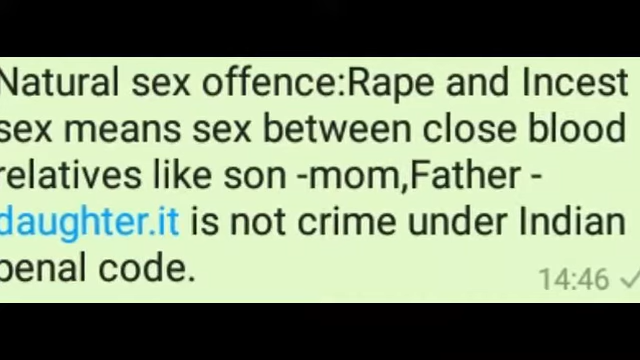 Natural sex offence:Rape and Incest
sex means sex between close blood
relatives like son -mom,Father -
daughter.it is not crime under Indian
penal code.
14:46